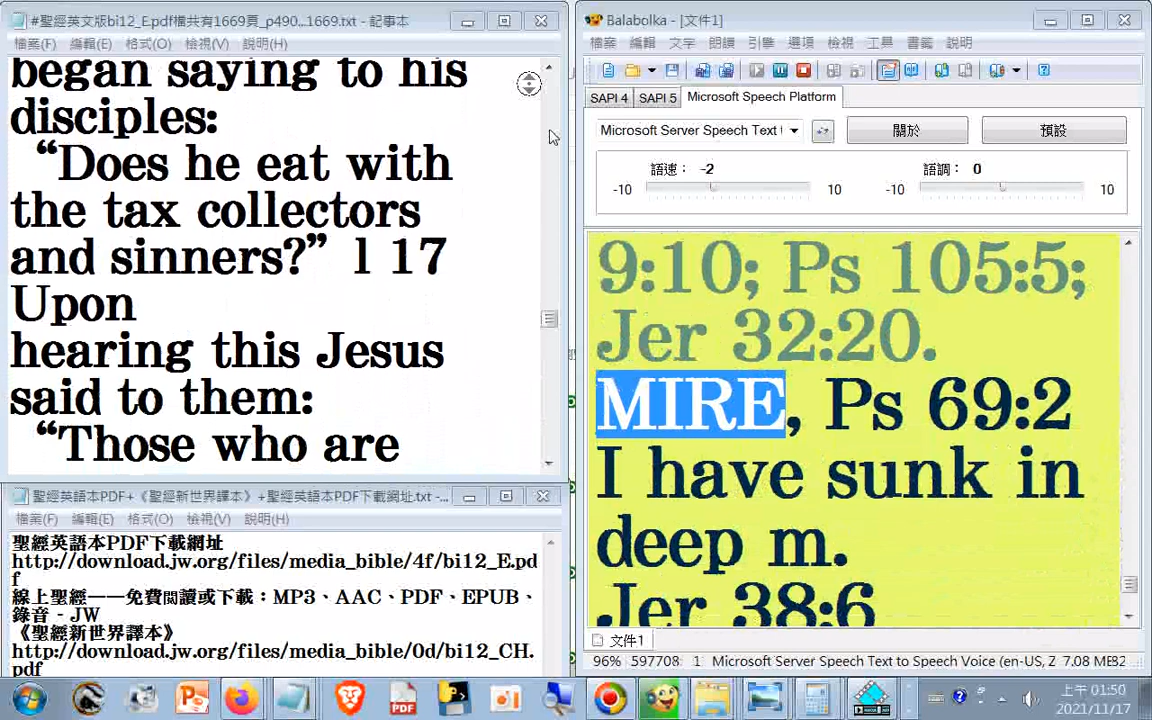 #聖經英文版bi12_E.pdf檔共有1669頁_p490...1669.txt - 記事本
檔案(F) 編輯(E) 格式(O) 檢視(V) 說明(H)
began saying to his
disciples:
“Does he eat with
the tax collectors
and sinners?” l 17
Upon
hearing this Jesus
said to them:
“Those who are
聖經英語本PDF+《聖經新世界譯本》+聖經英語本PDF下載網址.txt -...
檔案(F) 編輯(E) 格式(O) 檢視(V) 說明(H)
聖經英語本PDF下載網址
http://download.jw.org/files/media_bible/4f/bi12_E.pd
f
線上聖經——免費閱讀或下載：MP3、AAC、PDF、EPUB、
錄音 - JW
《聖經新世界譯本》
http://download.jw.org/files/media_bible/0d/bi12_CH.
pdf
Balabolka - [文件1]
檔案 編輯 文字 朗讀 引擎 選項 檢視 工具 書籤 說明
SAPI 4 SAPI 5 Microsoft Speech Platform
Microsoft Server Speech Text 關於 預設
語速： -2 語調： 0
-10 10 -10 10
9:10; Ps 105:5;
Jer 32:20.
MIRE, Ps 69:2
I have sunk in
deep m.
Jer 38:6
文件1
96% 597708 1 Microsoft Server Speech Text to Speech Voice (en-US, Z 7.08 MB
上午 01:50
2021/11/17